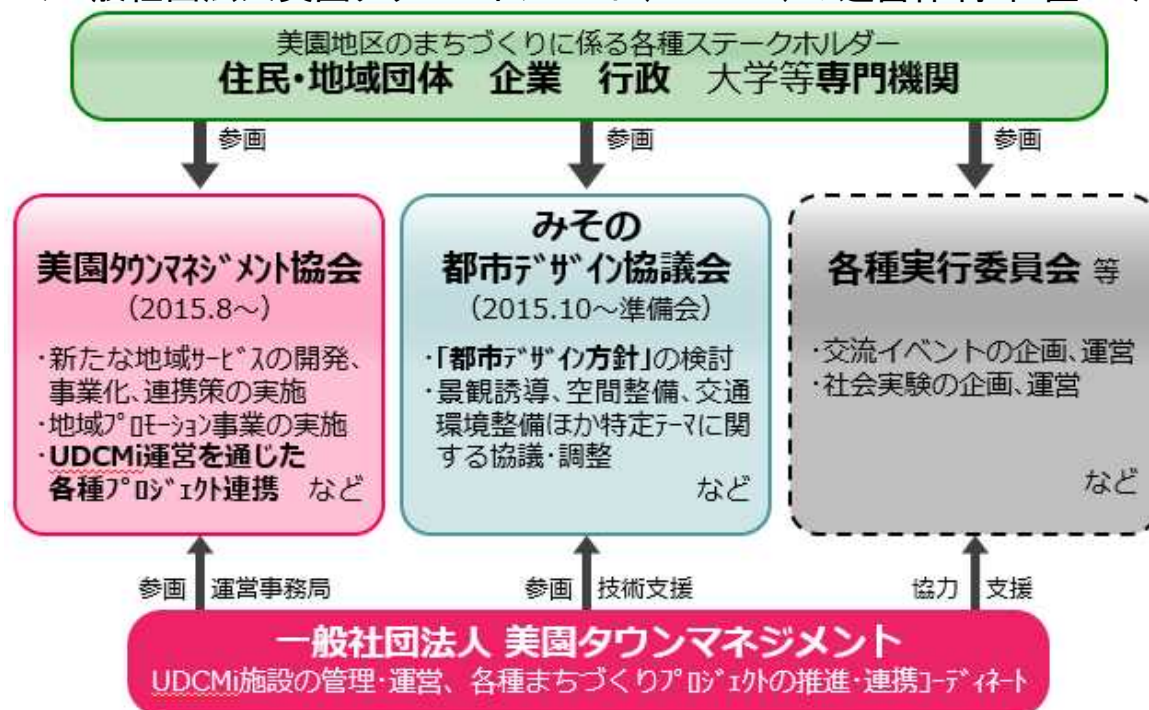 美園地区のまちづくりに係る各種ステークホルダー
住民・地域団体　企業　行政　大学等専門機関
参画
参画
参画
美園ﾀｳﾝﾏﾈｼﾞﾒﾝﾄ協会
（2015.8～）
・新たな地域ｻｰﾋﾞｽの開発、
事業化、連携策の実施
・地域ﾌﾟﾛﾓｰｼｮﾝ事業の実施
・UDCMi運営を通じた
各種ﾌﾟﾛｼﾞｪｸﾄ連携　など
みその
都市ﾃﾞｻﾞｲﾝ協議会
（2015.10～準備会）
・｢都市ﾃﾞｻﾞｲﾝ方針｣の検討
・景観誘導、空間整備、交通
環境整備ほか特定ﾃｰﾏに関
する協議・調整
など
各種実行委員会 等
・交流イベントの企画、運営
・社会実験の企画、運営
など
参画　運営事務局
参画　技術支援
協力　支援
一般社団法人 美園タウンマネジメント
UDCMi施設の管理・運営、各種まちづくりﾌﾟﾛｼﾞｪｸﾄの推進・連携ｺｰﾃﾞｨﾈｰﾄ